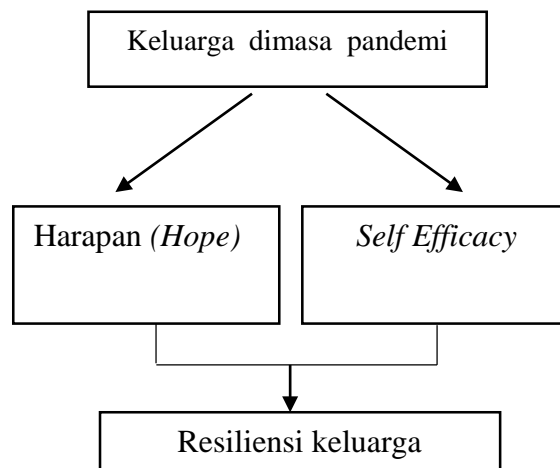 Keluarga dimasa pandemi
Harapan (Hope)
Self Efficacy
Resiliensi keluarga